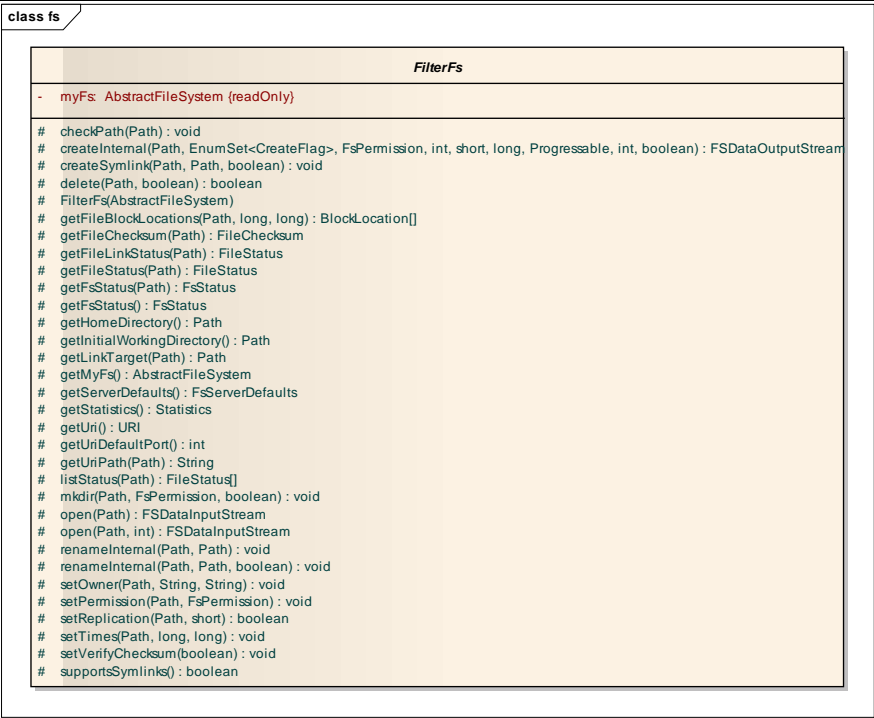 class fs
FilterFs
- myFs: AbstractFileSystem {readOnly}
# checkPath(Path) : void
# createInternal(Path, EnumSet<CreateFlag>, FsPermission, int, short, long, Progressable, int, boolean) : FSDataOutputStream
# createSymlink(Path, Path, boolean) : void
# delete(Path, boolean) : boolean
# FilterFs(AbstractFileSystem)
# getFileBlockLocations(Path, long, long) : BlockLocation[]
# getFileChecksum(Path) : FileChecksum
# getFileLinkStatus(Path) : FileStatus
# getFileStatus(Path) : FileStatus
# getFsStatus(Path) : FsStatus
# getFsStatus() : FsStatus
# getHomeDirectory() : Path
# getInitialWorkingDirectory() : Path
# getLinkTarget(Path) : Path
# getMyFs() : AbstractFileSystem
# getServerDefaults() : FsServerDefaults
# getStatistics() : Statistics
# getUri() : URI
# getUriDefaultPort() : int
# getUriPath(Path) : String
# listStatus(Path) : FileStatus[]
# mkdir(Path, FsPermission, boolean) : void
# open(Path) : FSDataInputStream
# open(Path, int) : FSDataInputStream
# renameInternal(Path, Path) : void
# renameInternal(Path, Path, boolean) : void
# setOwner(Path, String, String) : void
# setPermission(Path, FsPermission) : void
# setReplication(Path, short) : boolean
# setTimes(Path, long, long) : void
# setVerifyChecksum(boolean) : void
# supportsSymlinks() : boolean